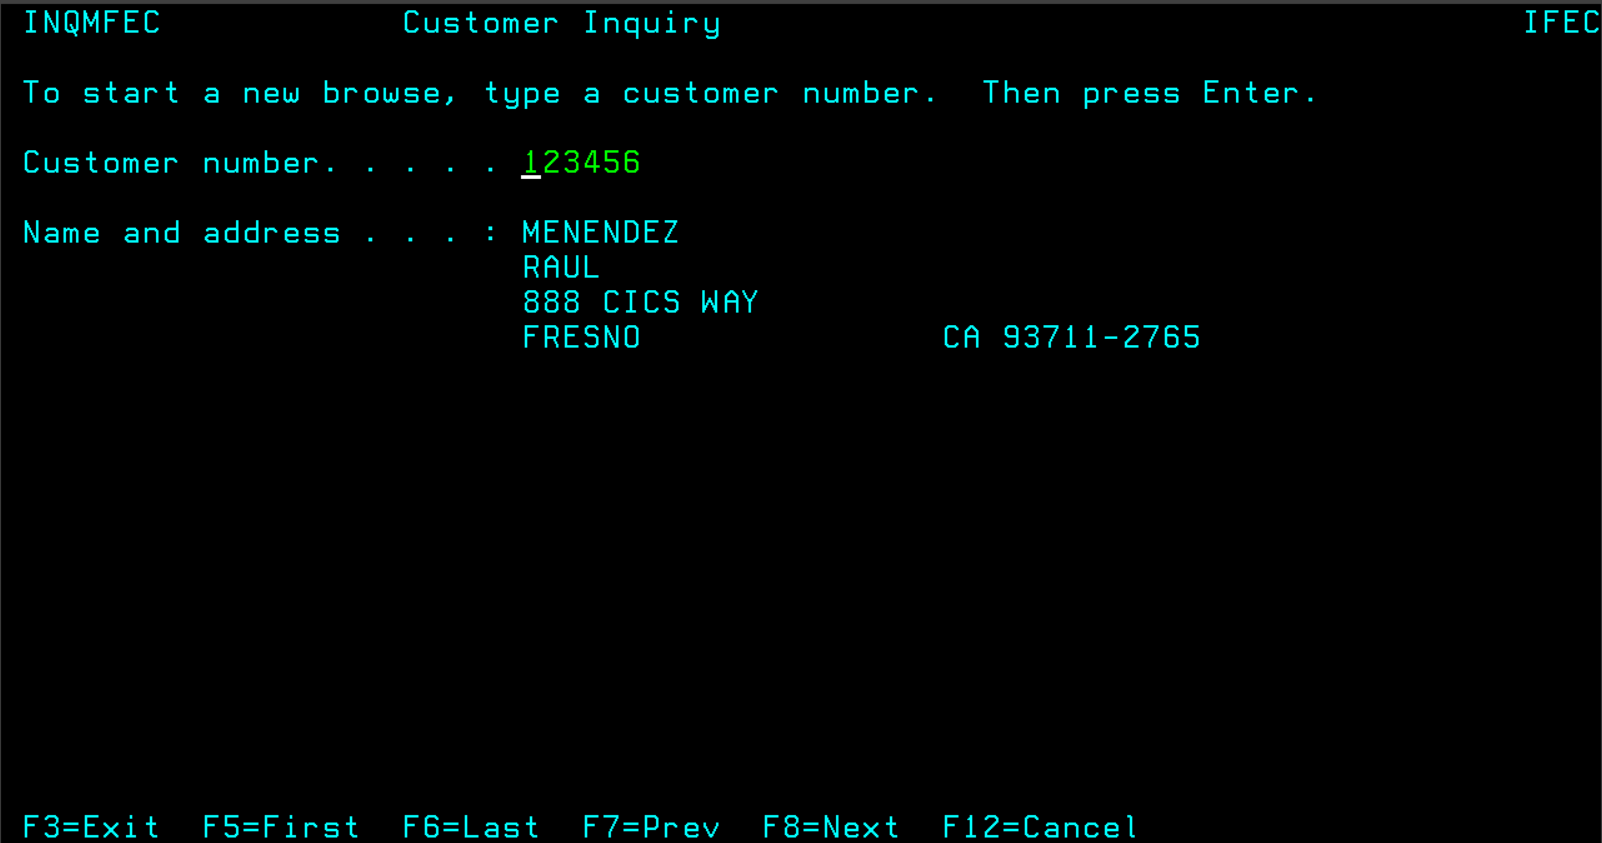 INQMFEC Customer Inquiry IFEC
To start a new browse, type a customer number. Then press Enter.
Customer number. . . . . 123456
Name and address . . . : MENENDEZ
RAUL
888 CICS WAY
FRESNO CA 93711-2765
F3=Exit F5=First F6=Last F7=Prev F8=Next F12=Cancel